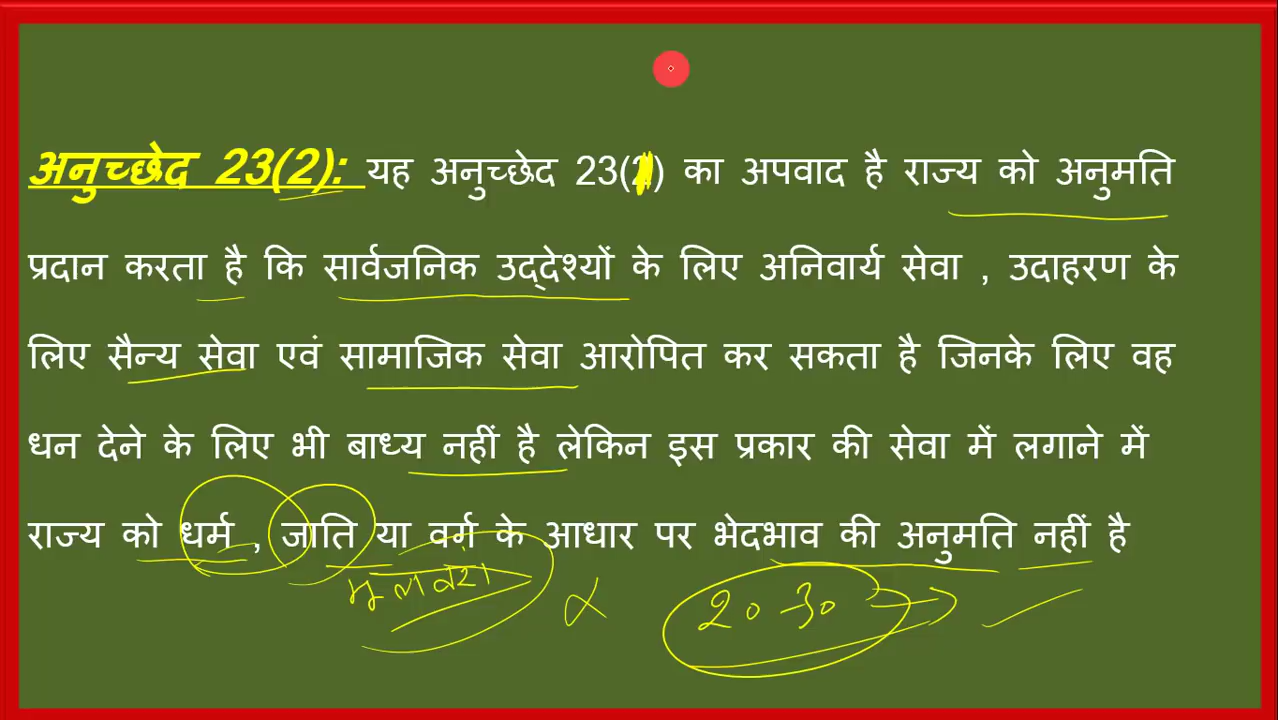 अनुच्छेद 23(2): यह अनुच्छेद 23(1) का अपवाद है राज्य को अनुमति
प्रदान करता है कि सार्वजनिक उद्देश्यों के लिए अनिवार्य सेवा , उदाहरण के
लिए सैन्य सेवा एवं सामाजिक सेवा आरोपित कर सकता है जिनके लिए वह
धन देने के लिए भी बाध्य नहीं है लेकिन इस प्रकार की सेवा में लगाने में
राज्य को धर्म , जाति या वर्ग के आधार पर भेदभाव की अनुमति नहीं है
20-30